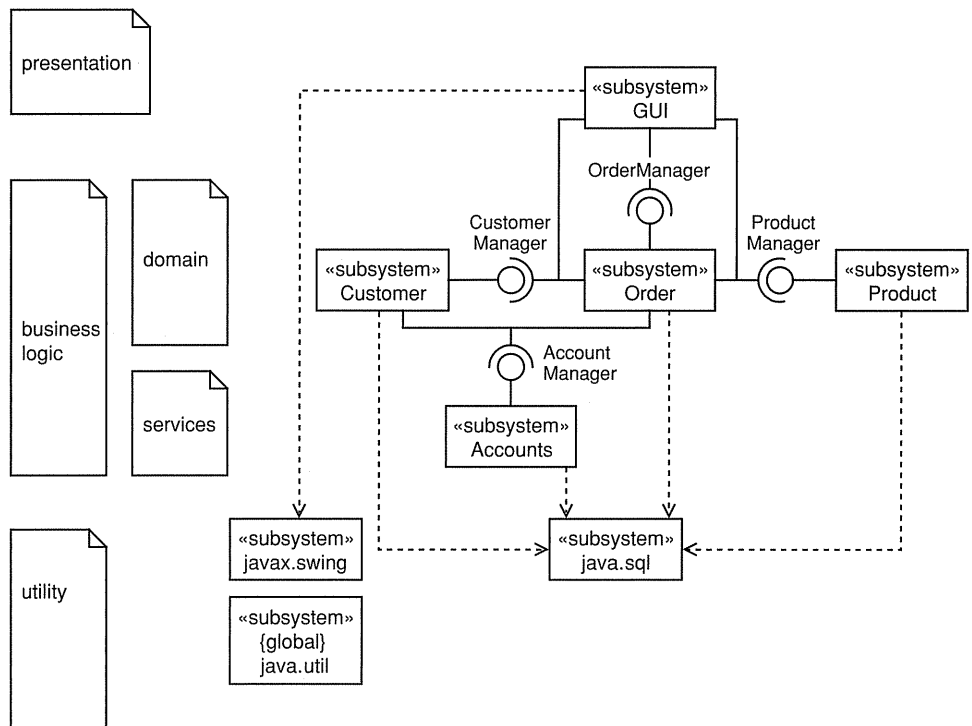 presentation
«subsystem»
GUI
OrderManager
Customer
Manager
Product
Manager
domain
«subsystem»
Customer
«subsystem»
Order
«subsystem»
Product
business
logic
Account
Manager
services
«subsystem»
Accounts
«subsystem»
javax.swing
«subsystem»
java.sql
utility
«subsystem»
{global}
java.util